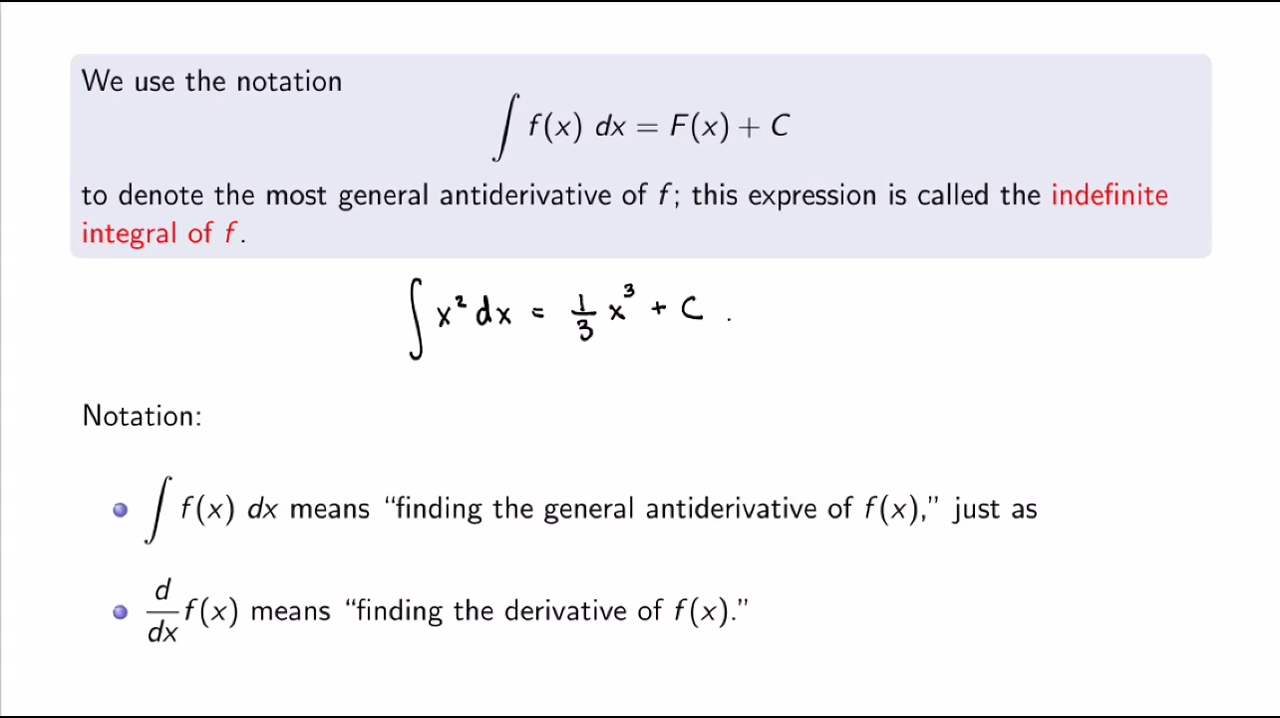 We use the notation
∫ f(x) dx = F(x) + C
to denote the most general antiderivative of f; this expression is called the indefinite
integral of f.
∫ x² dx = 1/3 x³ + C .
Notation:
∫ f(x) dx means “finding the general antiderivative of f(x),” just as
d/dx f(x) means “finding the derivative of f(x).”